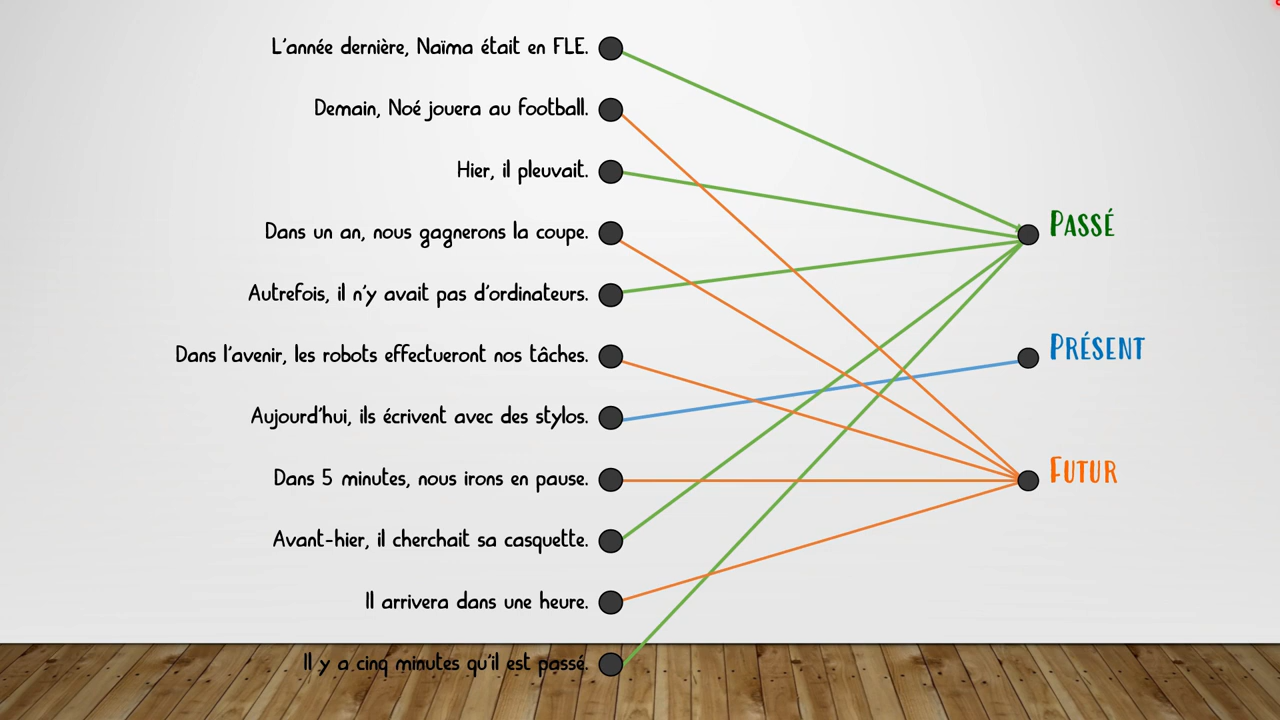 L'année dernière, Naïma était en FLE.
Demain, Noé jouera au football.
Hier, il pleuvait.
Dans un an, nous gagnerons la coupe.
Autrefois, il n'y avait pas d'ordinateurs.
Dans l'avenir, les robots effectueront nos tâches.
Aujourd'hui, ils écrivent avec des stylos.
Dans 5 minutes, nous irons en pause.
Avant-hier, il cherchait sa casquette.
Il arrivera dans une heure.
Il y a cinq minutes qu'il est passé.
PASSÉ
PRÉSENT
FUTUR